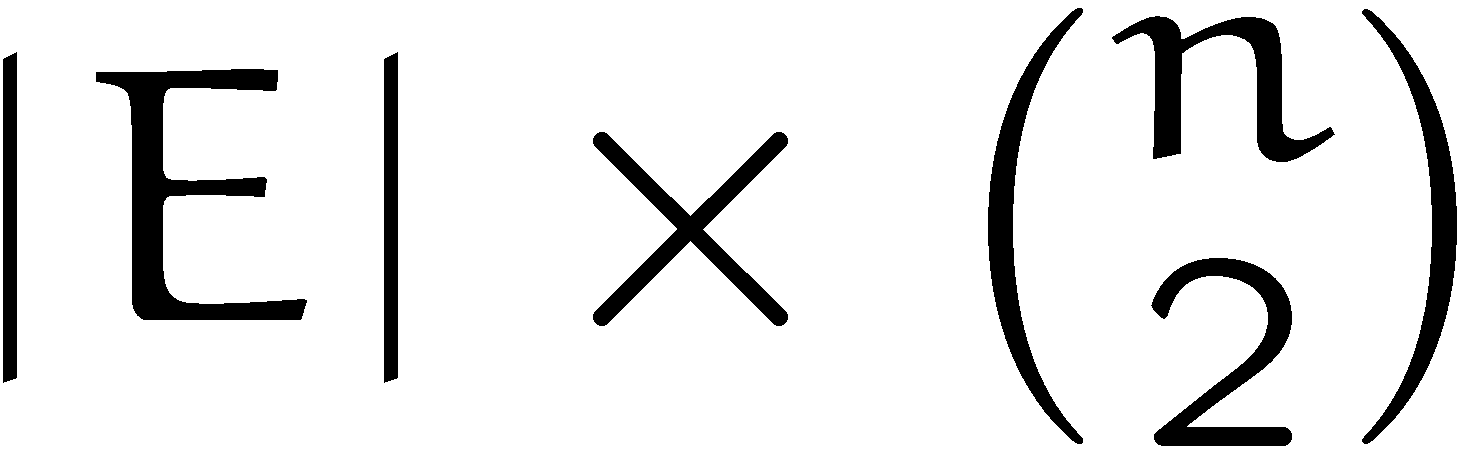 |E| × (n 2)